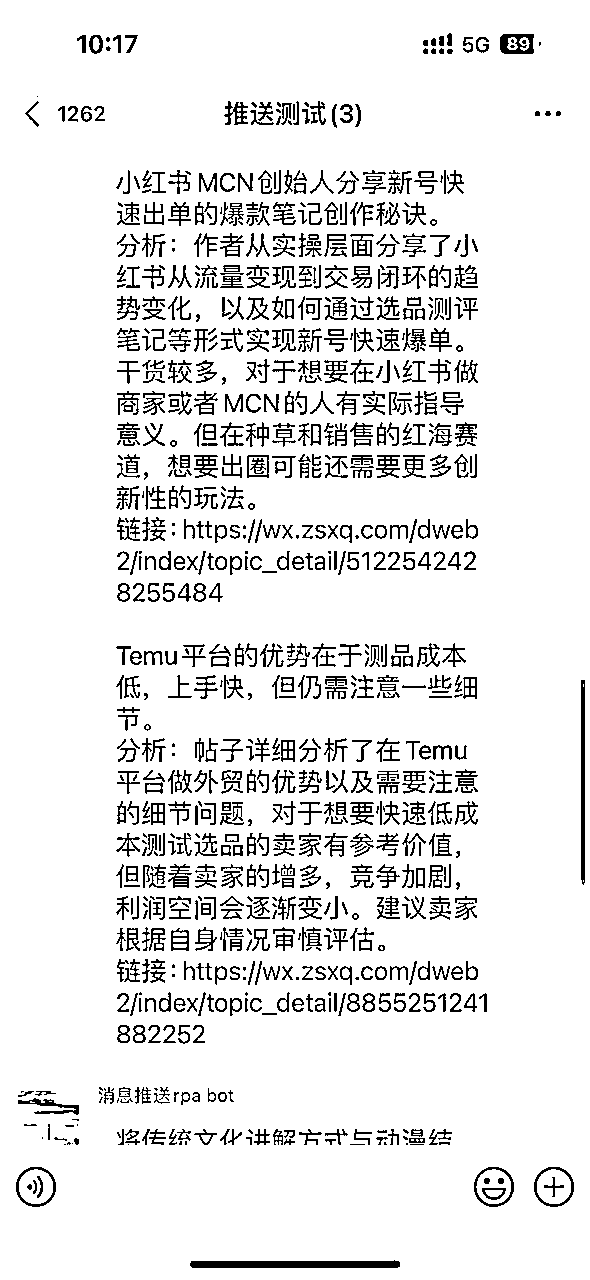 10:17
5G
89
1262
推送测试(3)
小红书MCN创始人分享新号快
速出单的爆款笔记创作秘诀。
分析：作者从实操层面分享了小
红书从流量变现到交易闭环的趋
势变化，以及如何通过选品测评
笔记等形式实现新号快速爆单。
干货较多，对于想要在小红书做
商家或者MCN的人有实际指导
意义。但在种草和销售的红海赛
道，想要出圈可能还需要更多创
新性的玩法。
链接：https://wx.zsxq.com/dweb
2/index/topic_detail/512254242
8255484
Temu平台的优势在于测品成本
低，上手快，但仍需注意一些细
节。
分析：帖子详细分析了在Temu
平台做外贸的优势以及需要注意
的细节问题，对于想要快速低成
本测试选品的卖家有参考价值，
但随着卖家的增多，竞争加剧，
利润空间会逐渐变小。建议卖家
根据自身情况审慎评估。
链接：https://wx.zsxq.com/dweb
2/index/topic_detail/8855251241
882252
消息推送rpa bot
将传统文化讲解方式与动漫结